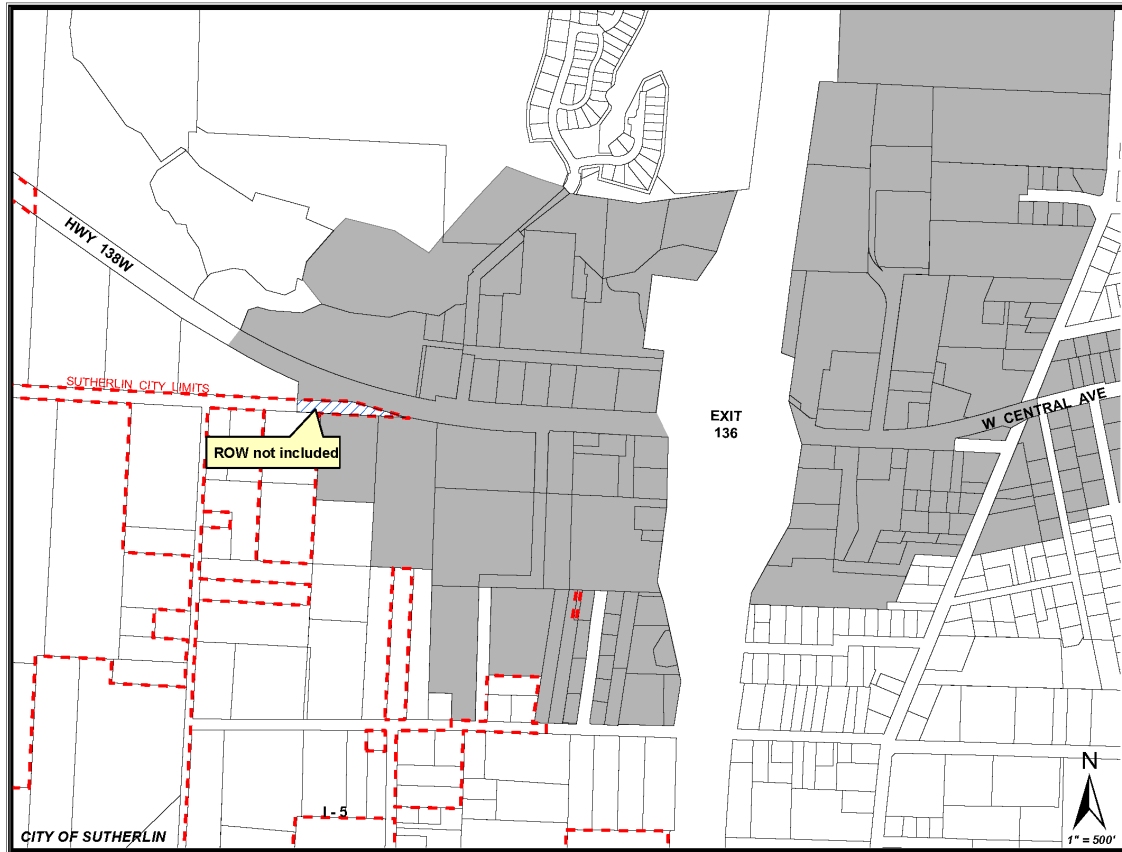 HWY 138W
SUTHERLIN CITY LIMITS
ROW not included
EXIT
136
W CENTRAL AVE
I - 5
CITY OF SUTHERLIN
N
1" = 500'